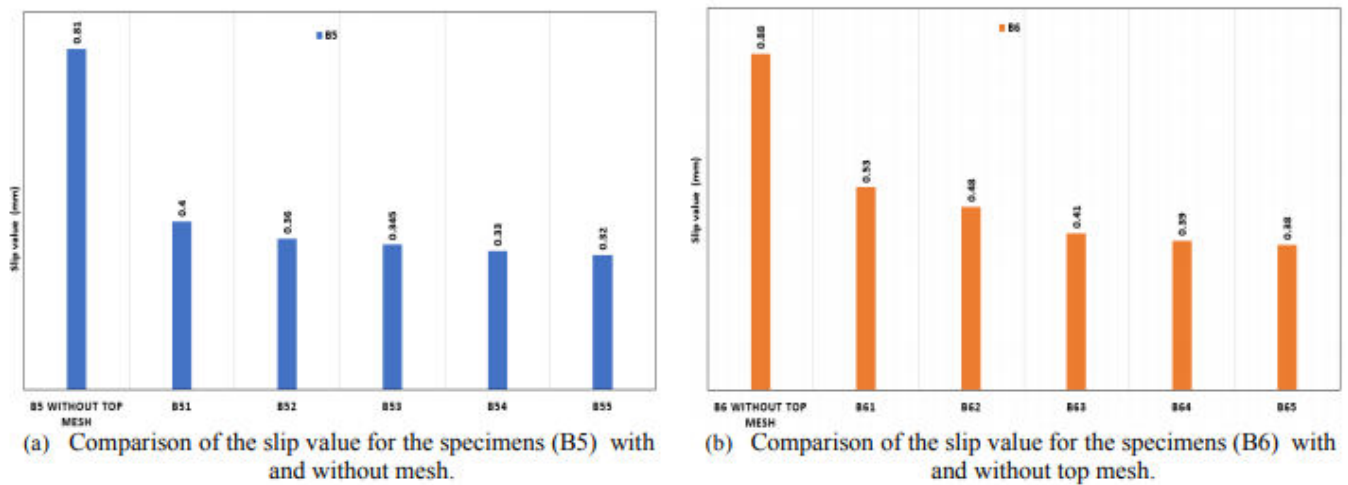 B5
0.81
0.4
0.36
0.345
0.33
0.32
Slip value (mm)
B5 WITHOUT TOP MESH
B51
B52
B53
B54
B55
(a) Comparison of the slip value for the specimens (B5) with
and without mesh.
B6
0.88
0.53
0.48
0.41
0.39
0.38
Slip value (mm)
B6 WITHOUT TOP MESH
B61
B62
B63
B64
B65
(b) Comparison of the slip value for the specimens (B6) with
and without top mesh.